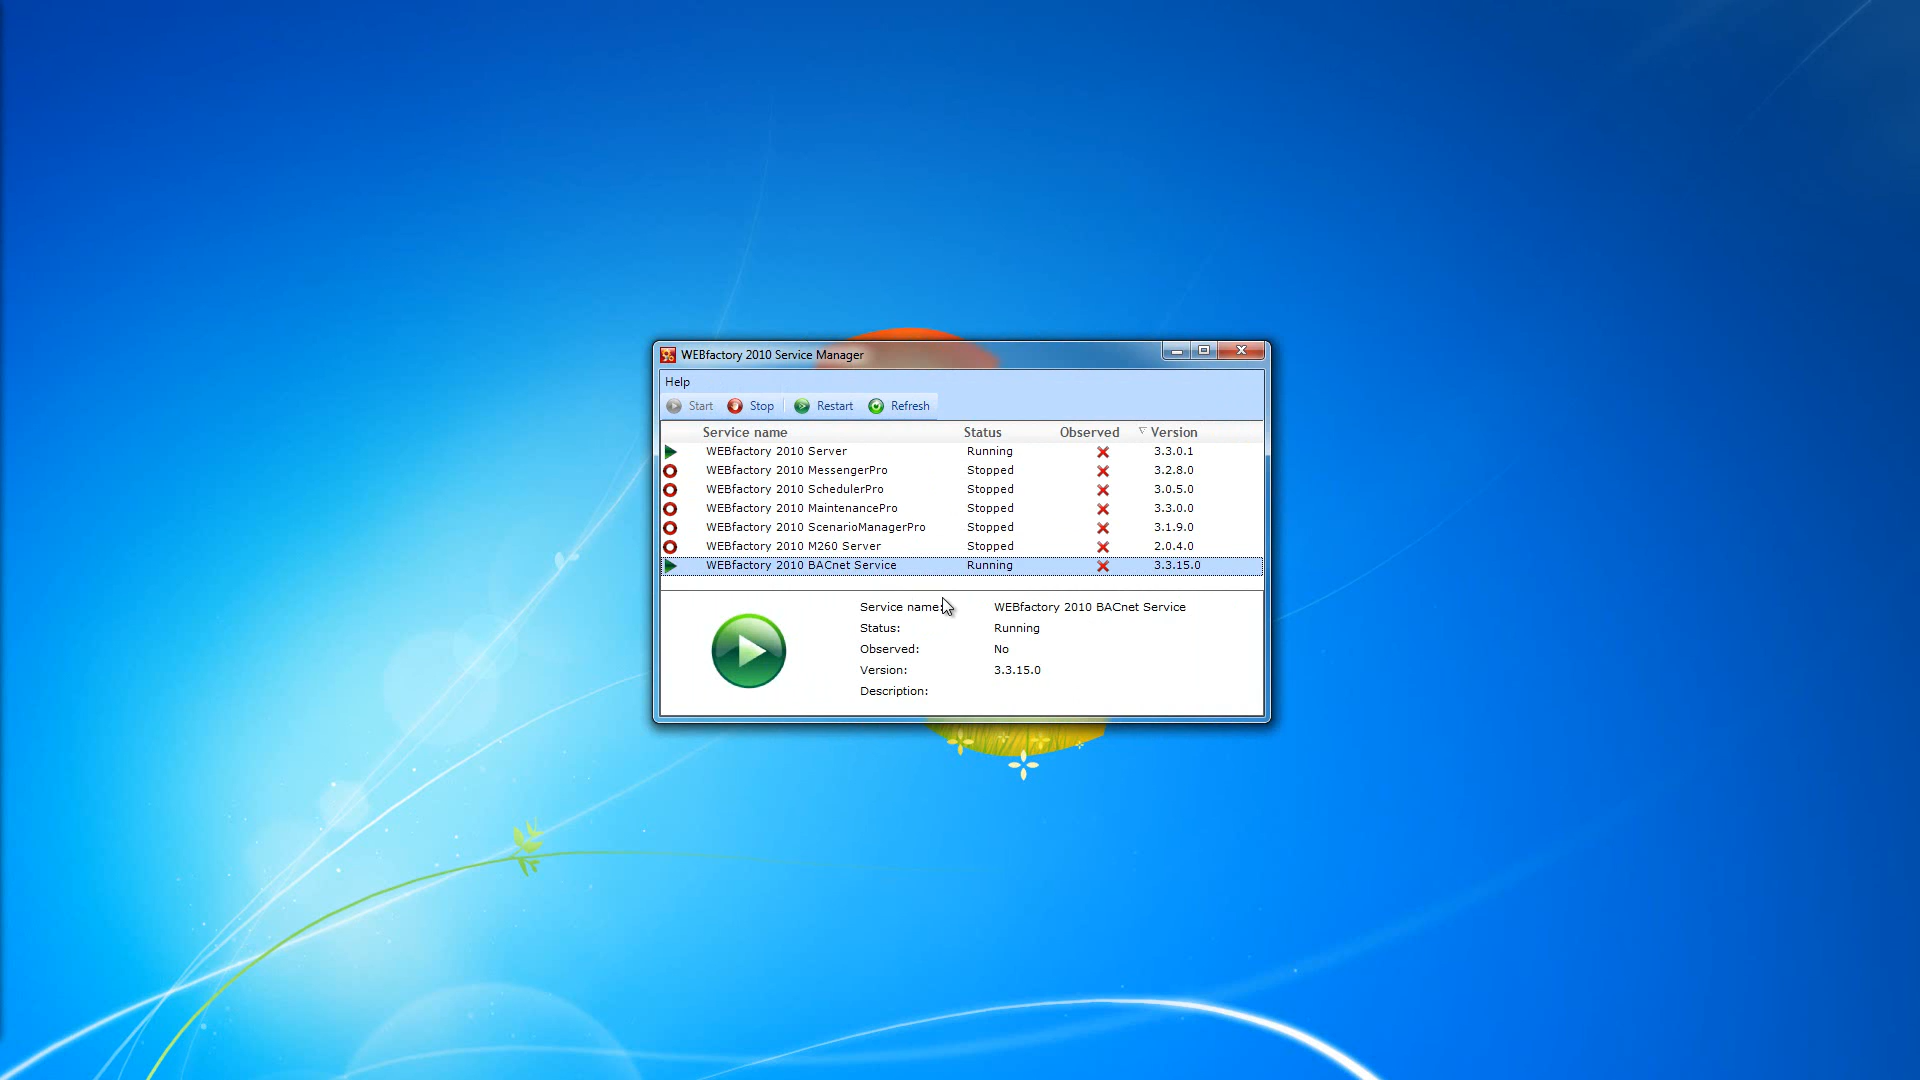 WEBfactory 2010 Service Manager
Help
Start Stop Restart Refresh
Service name Status Observed Version
WEBfactory 2010 Server Running 3.3.0.1
WEBfactory 2010 MessengerPro Stopped 3.2.8.0
WEBfactory 2010 SchedulerPro Stopped 3.0.5.0
WEBfactory 2010 MaintenancePro Stopped 3.3.0.0
WEBfactory 2010 ScenarioManagerPro Stopped 3.1.9.0
WEBfactory 2010 M260 Server Stopped 2.0.4.0
WEBfactory 2010 BACnet Service Running 3.3.15.0
Service name: WEBfactory 2010 BACnet Service
Status: Running
Observed: No
Version: 3.3.15.0
Description: